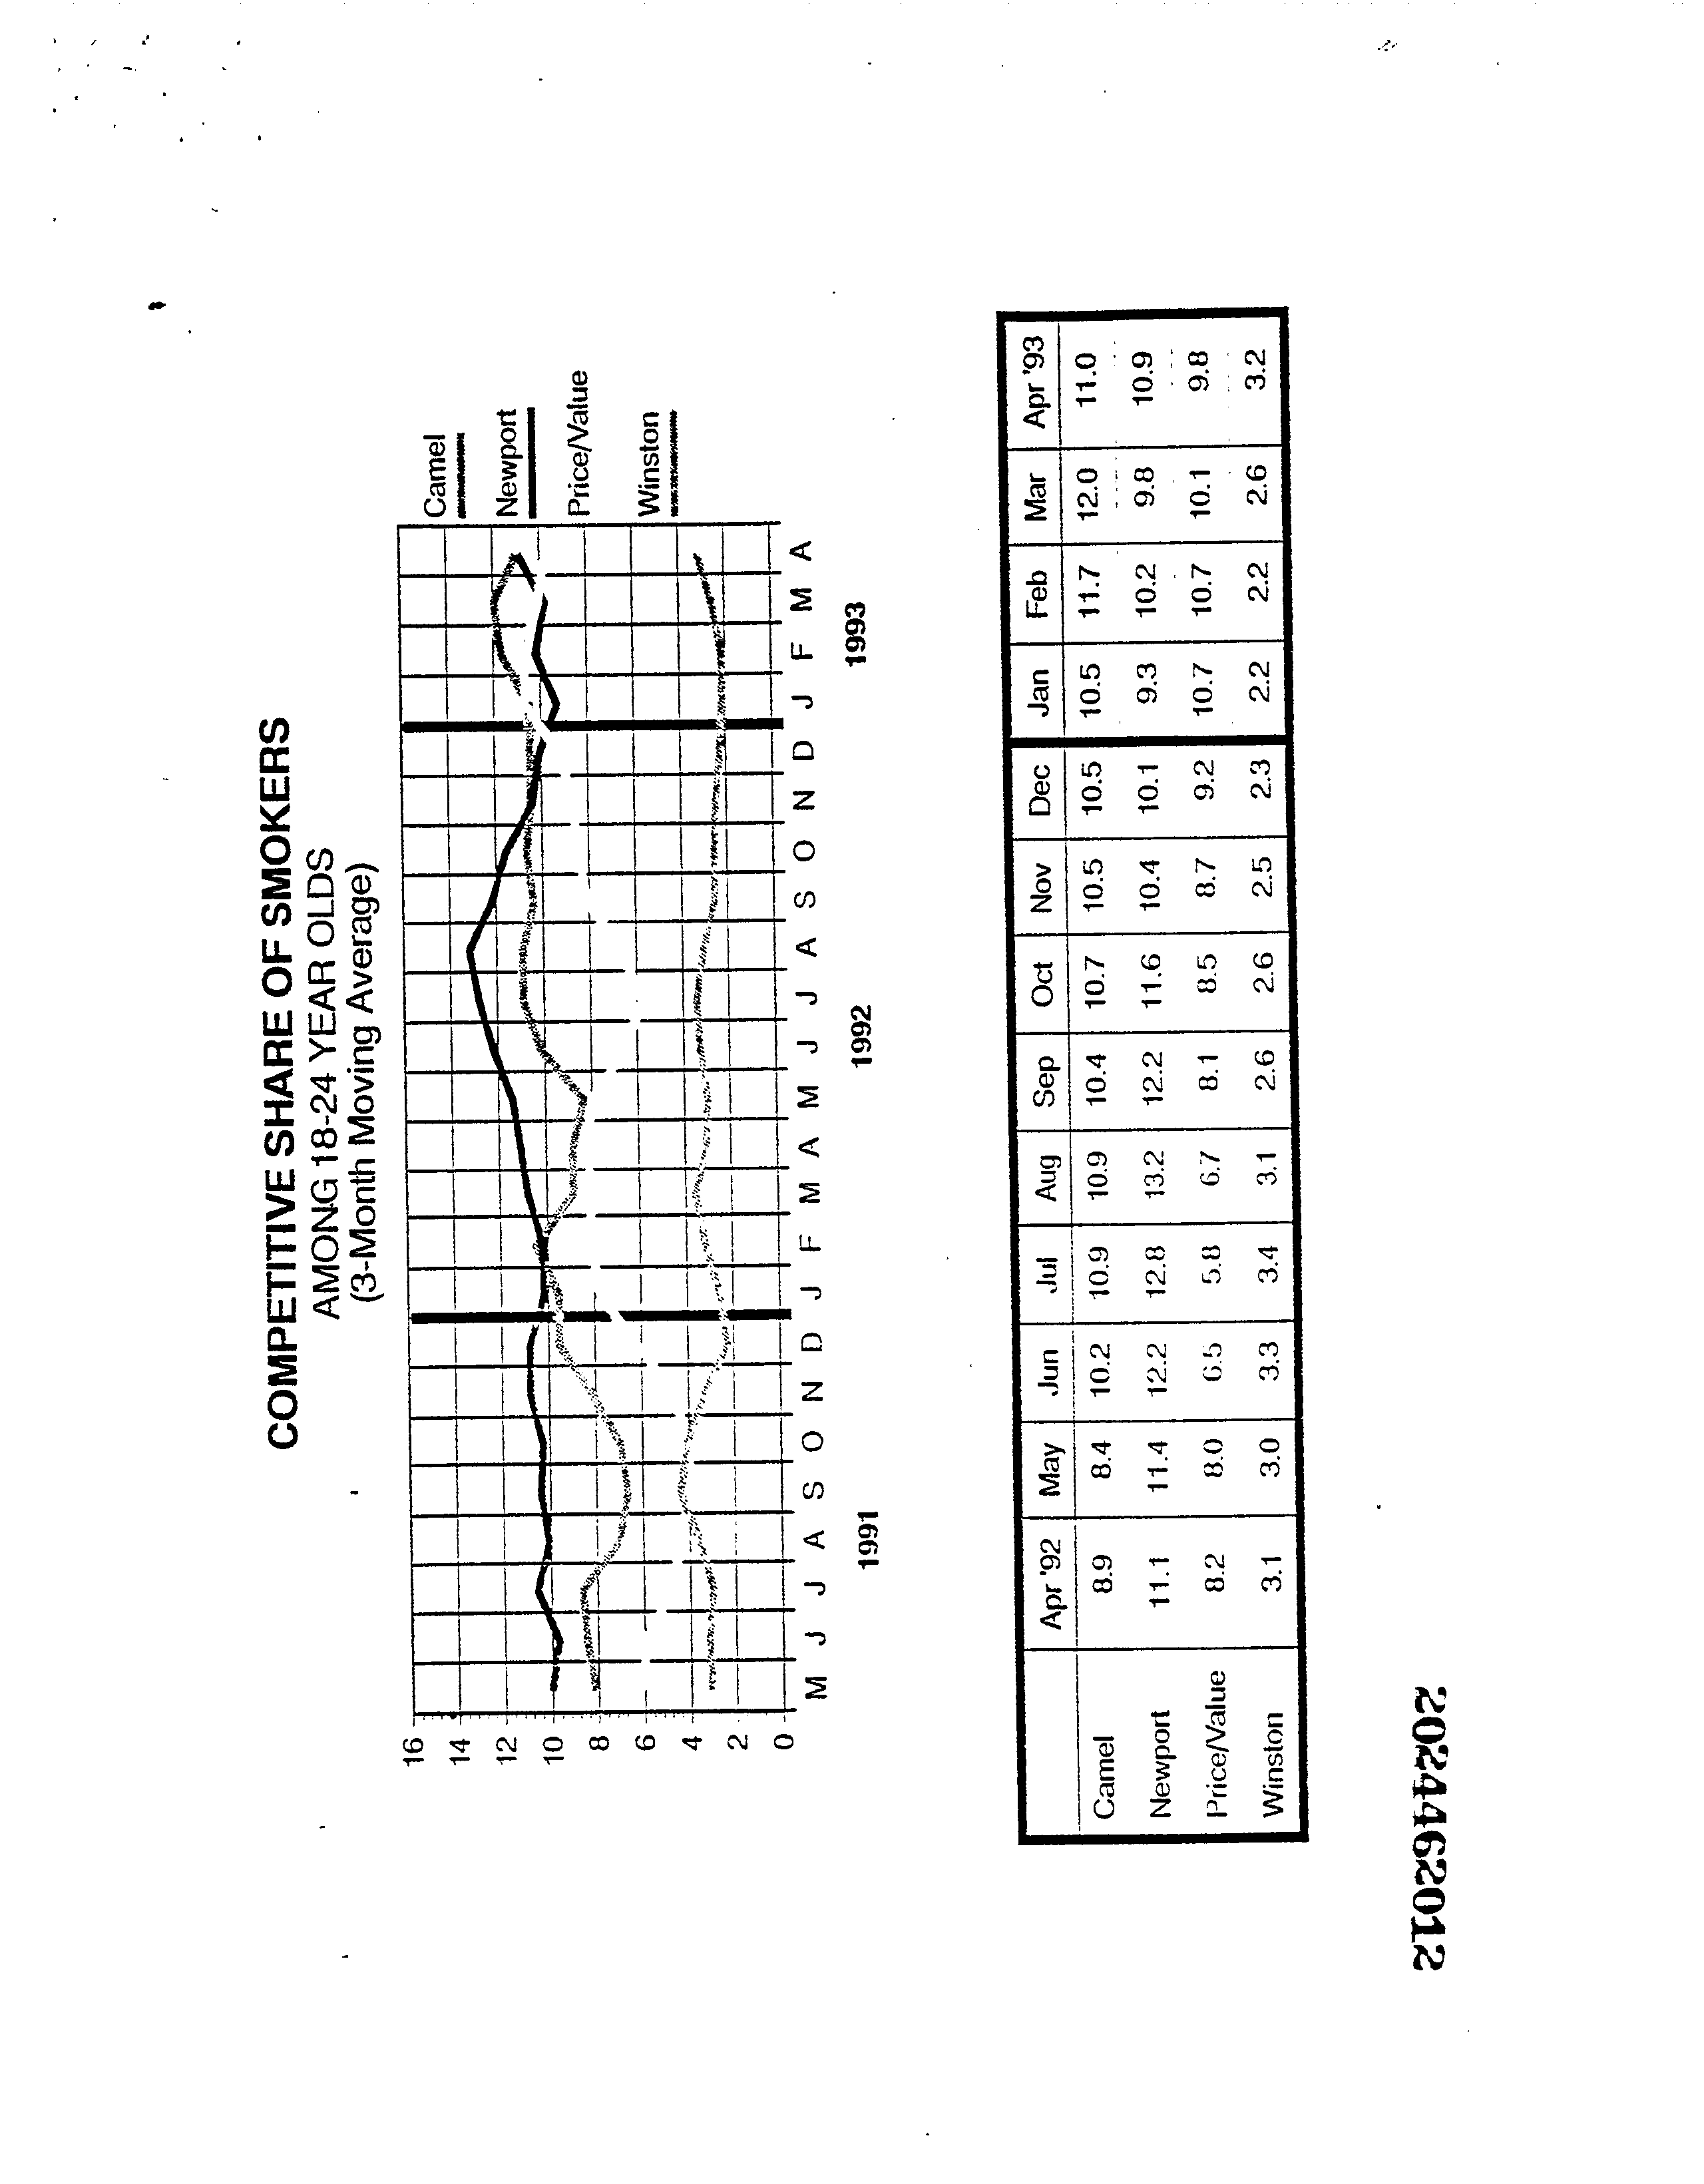 COMPETITIVE SHARE OF SMOKERS
AMONG 18-24 YEAR OLDS
(3-Month Moving Average)
16
14
12
10
8
6
4
2
0
Camel
Newport
Price/Value
Winston
M J J A S O N D J F M A M J J A S O N D J F M A
1991 1992 1993
Apr '92 May Jun Jul Aug Sep Oct Nov Dec Jan Feb Mar Apr '93
Camel 8.9 8.4 10.2 10.9 10.9 10.4 10.7 10.5 10.5 10.5 11.7 12.0 11.0
Newport 11.1 11.4 12.2 12.8 13.2 12.2 11.6 10.4 10.1 9.3 10.2 9.8 10.9
Price/Value 8.2 8.0 6.5 5.8 6.7 8.1 8.5 8.7 9.2 10.7 10.7 10.1 9.8
Winston 3.1 3.0 3.3 3.4 3.1 2.6 2.6 2.5 2.3 2.2 2.2 2.6 3.2
2024462012